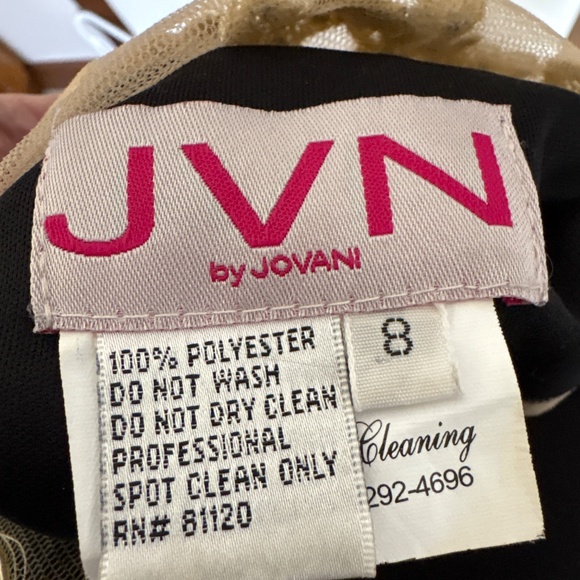 JVN
by JOVANI
100% POLYESTER
DO NOT WASH
DO NOT DRY CLEAN
PROFESSIONAL
SPOT CLEAN ONLY
RN# 81120
8
Cleaning
292-4696